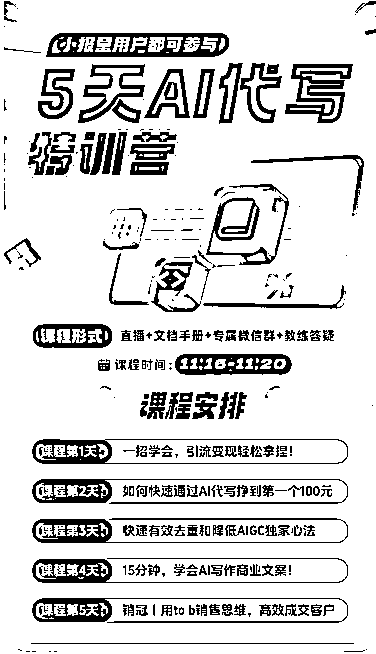 小报童用户都可参与
5天AI代写
特训营
课程形式 直播+文档手册+专属微信群+教练答疑
课程时间: 11:16-11:20
课程安排
课程第1天 一招学会，引流变现轻松拿捏!
课程第2天 如何快速通过AI代写挣到第一个100元
课程第3天 快速有效去重和降低AIGC独家心法
课程第4天 15分钟，学会AI写作商业文案!
课程第5天 销冠|用to b销售思维，高效成交客户